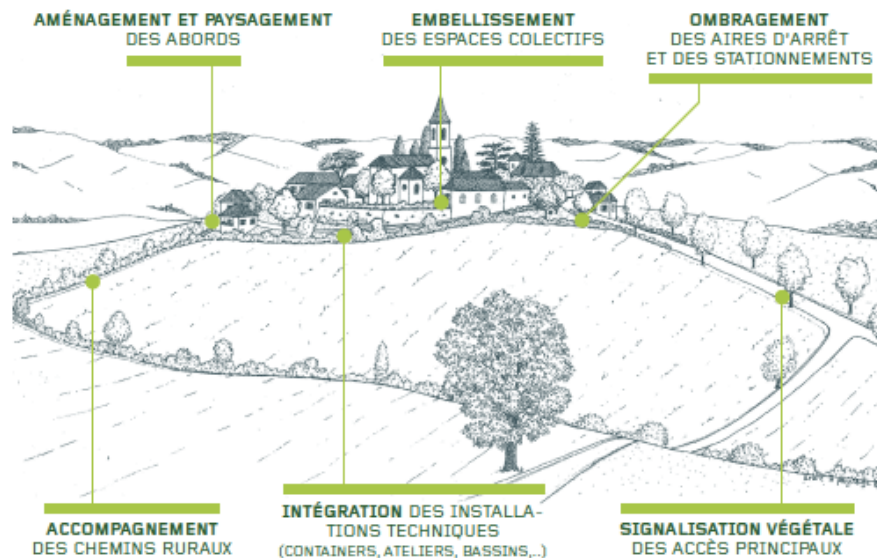 AMÉNAGEMENT ET PAYSAGEMENT
DES ABORDS
EMBELLISSEMENT
DES ESPACES COLECTIFS
OMBRAGEMENT
DES AIRES D'ARRÊT
ET DES STATIONNEMENTS
ACCOMPAGNEMENT
DES CHEMINS RURAUX
INTÉGRATION DES INSTALLA-
TIONS TECHNIQUES
(CONTAINERS, ATELIERS, BASSINS,..)
SIGNALISATION VÉGÉTALE
DES ACCÈS PRINCIPAUX